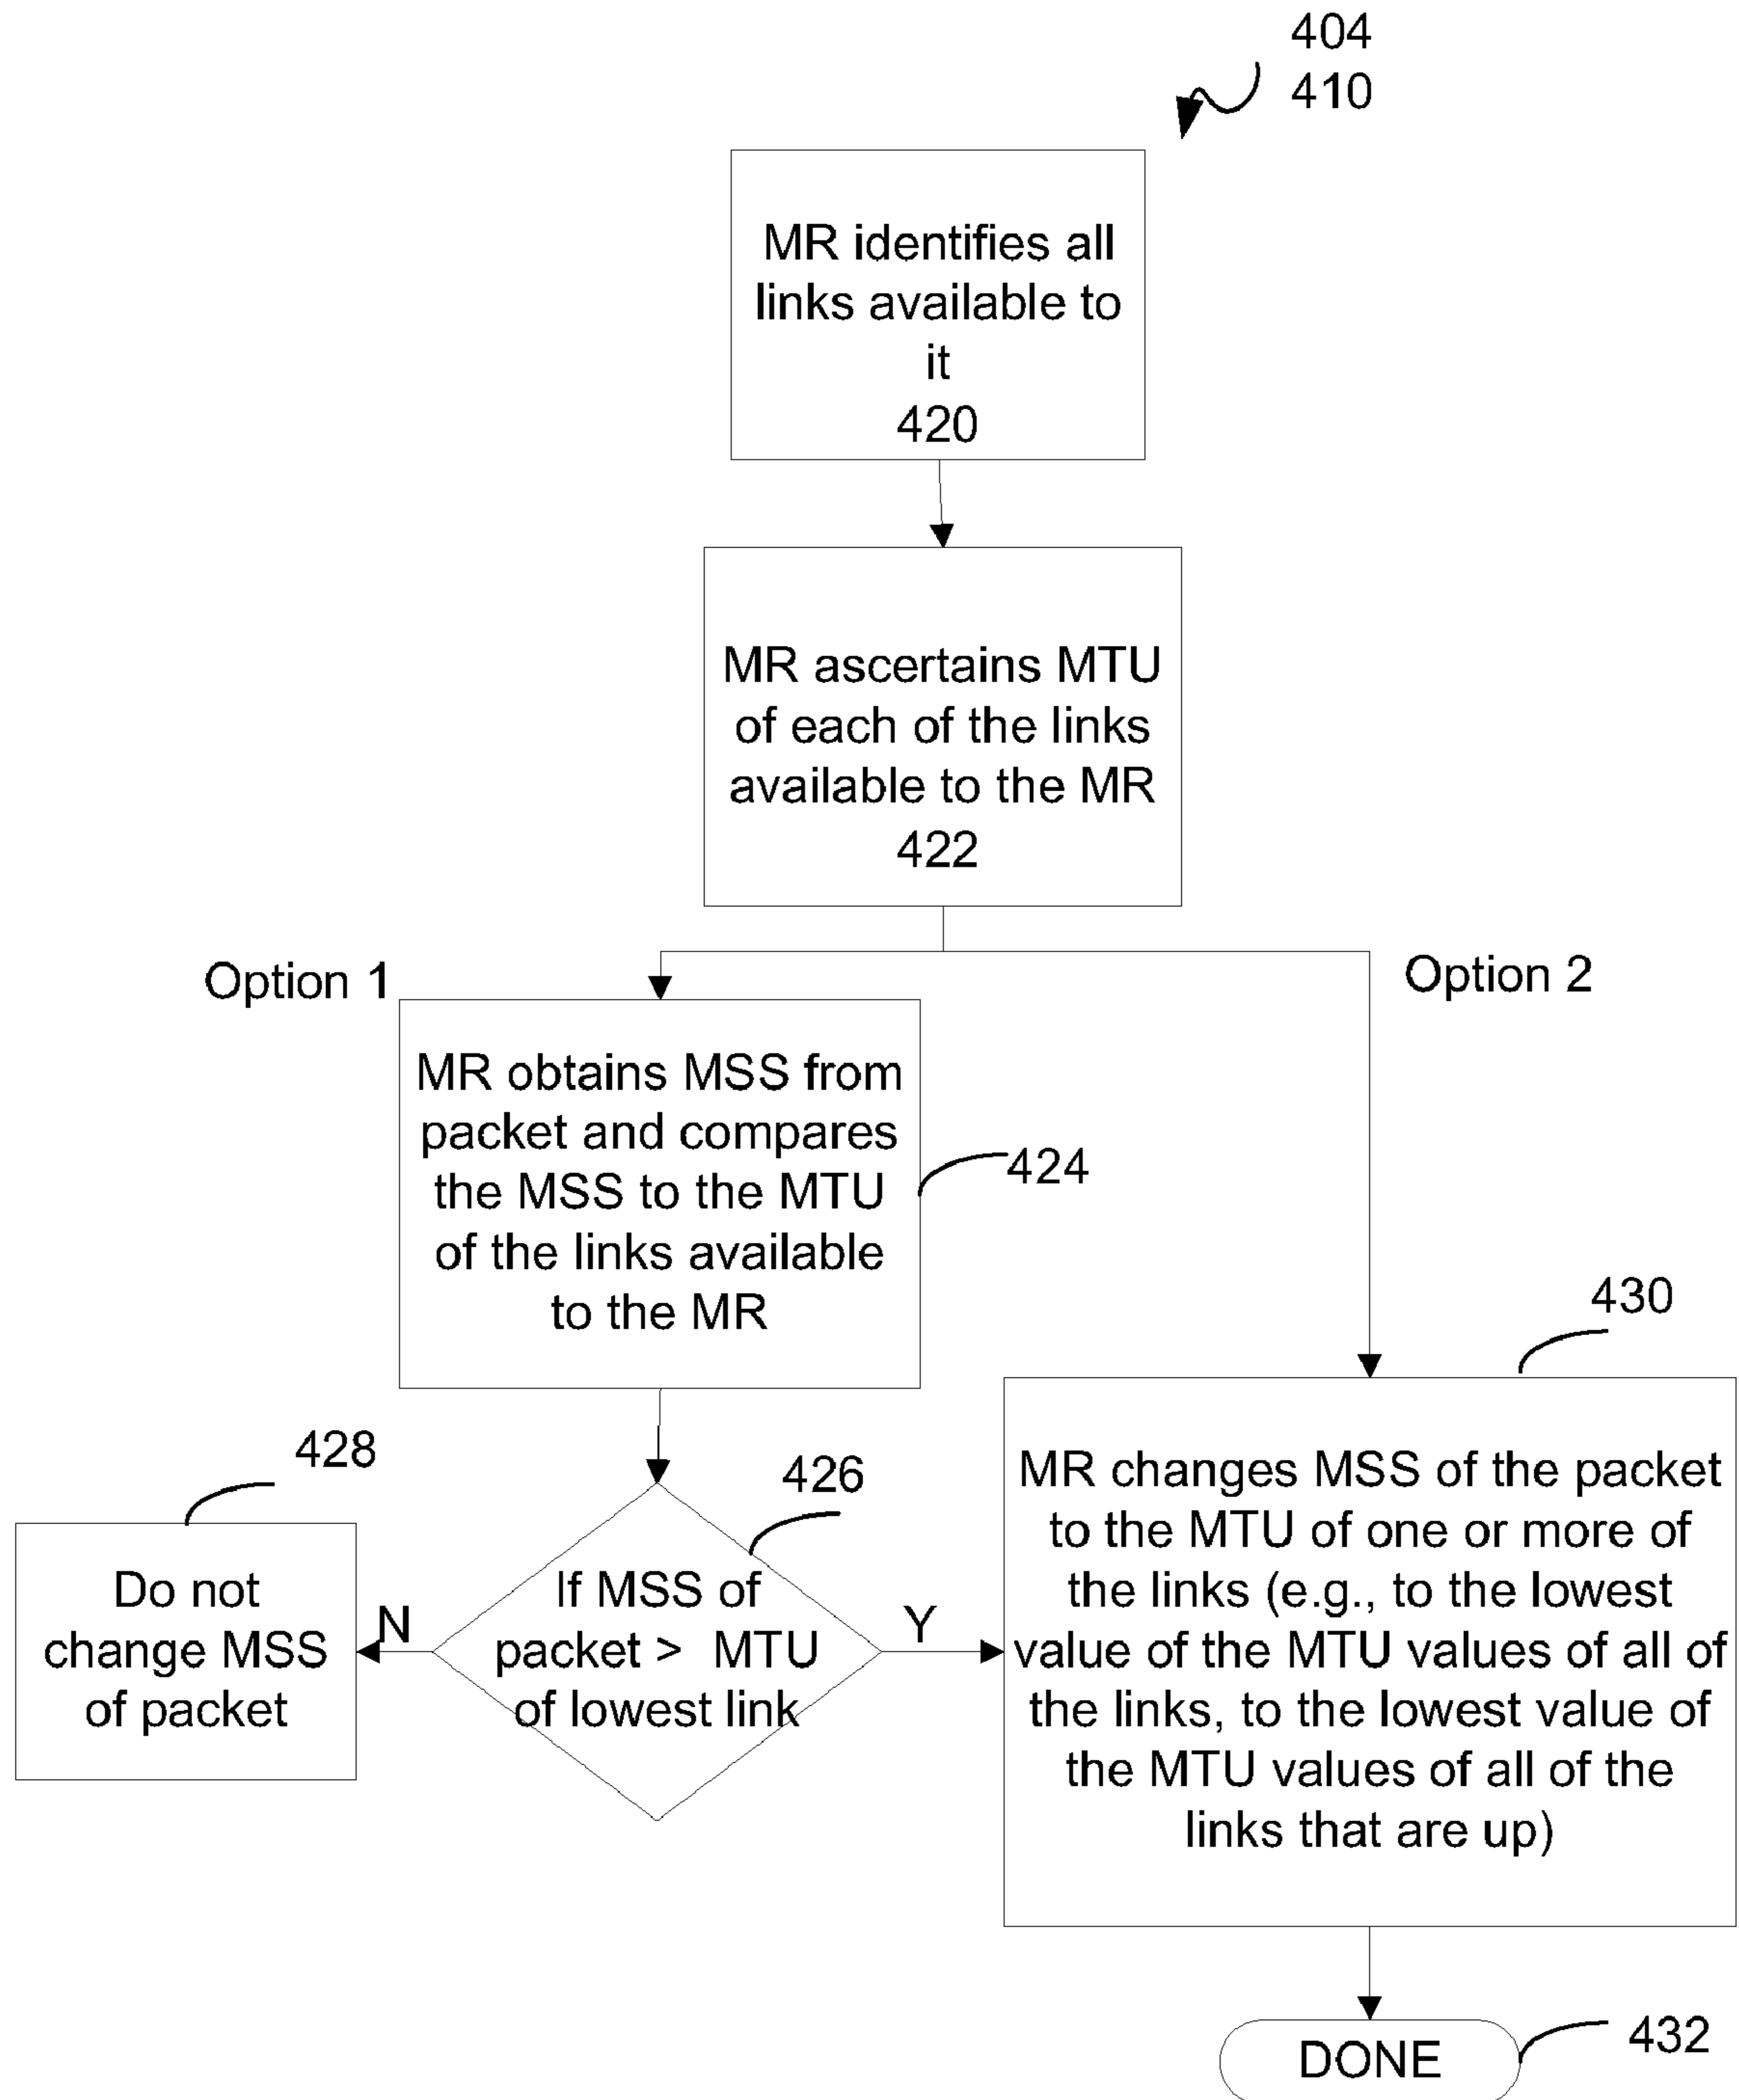 404
410
MR identifies all
links available to
it
420
MR ascertains MTU
of each of the links
available to the MR
422
Option 1
Option 2
MR obtains MSS from
packet and compares
the MSS to the MTU
of the links available
to the MR
424
430
428
426
Do not
change MSS
of packet
N
If MSS of
packet > MTU
of lowest link
Y
MR changes MSS of the packet
to the MTU of one or more of
the links (e.g., to the lowest
value of the MTU values of all of
the links, to the lowest value of
the MTU values of all of the
links that are up)
DONE
432